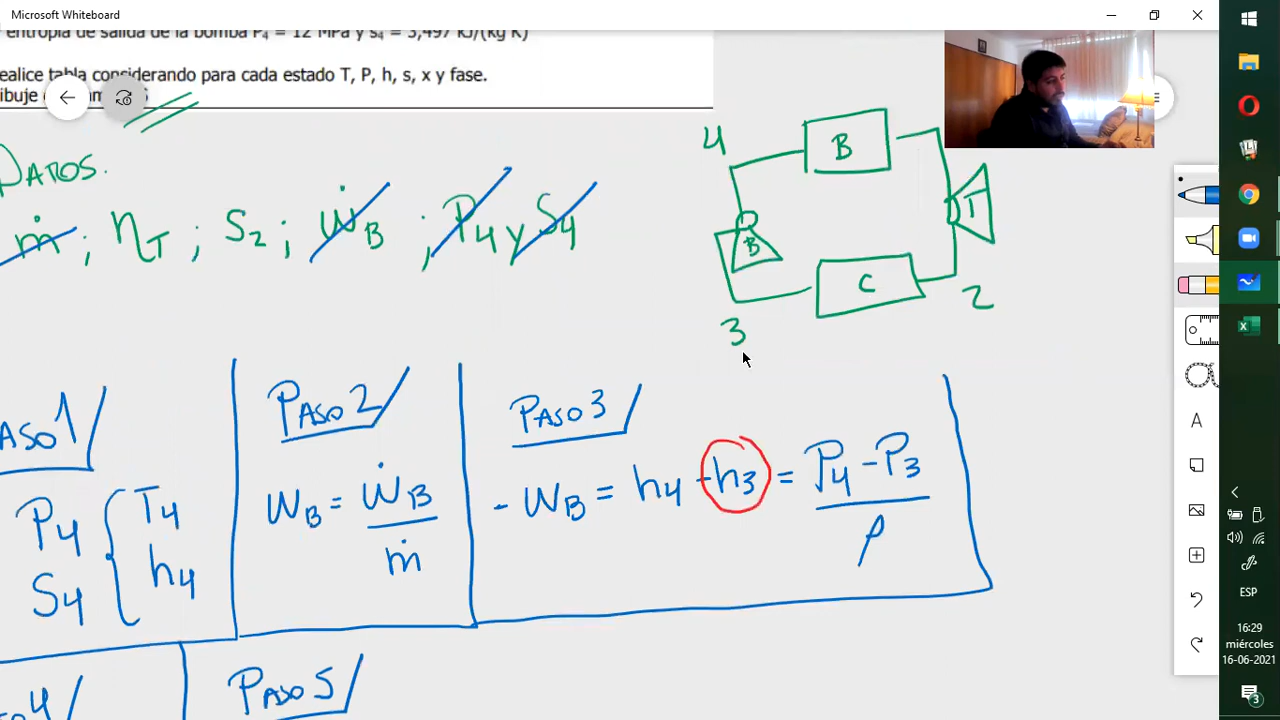 Microsoft Whiteboard
entropía de salida de la bomba P4 = 12 MPa y s4 = 3,497 kJ/(kg K)
ealice tabla considerando para cada estado T, P, h, s, x y fase.
DATOS.
ṁ ; ηT ; S2 ; ẇB ; P4 y S4
4
B
T
B
C
2
3
PASO 1
P4
S4
T4
h4
PASO 2
WB = ẇB / ṁ
PASO 3
- WB = h4 - h3 = P4 - P3 / ρ
PASO 5
A
ESP
16:29
miércoles
16-06-2021
3